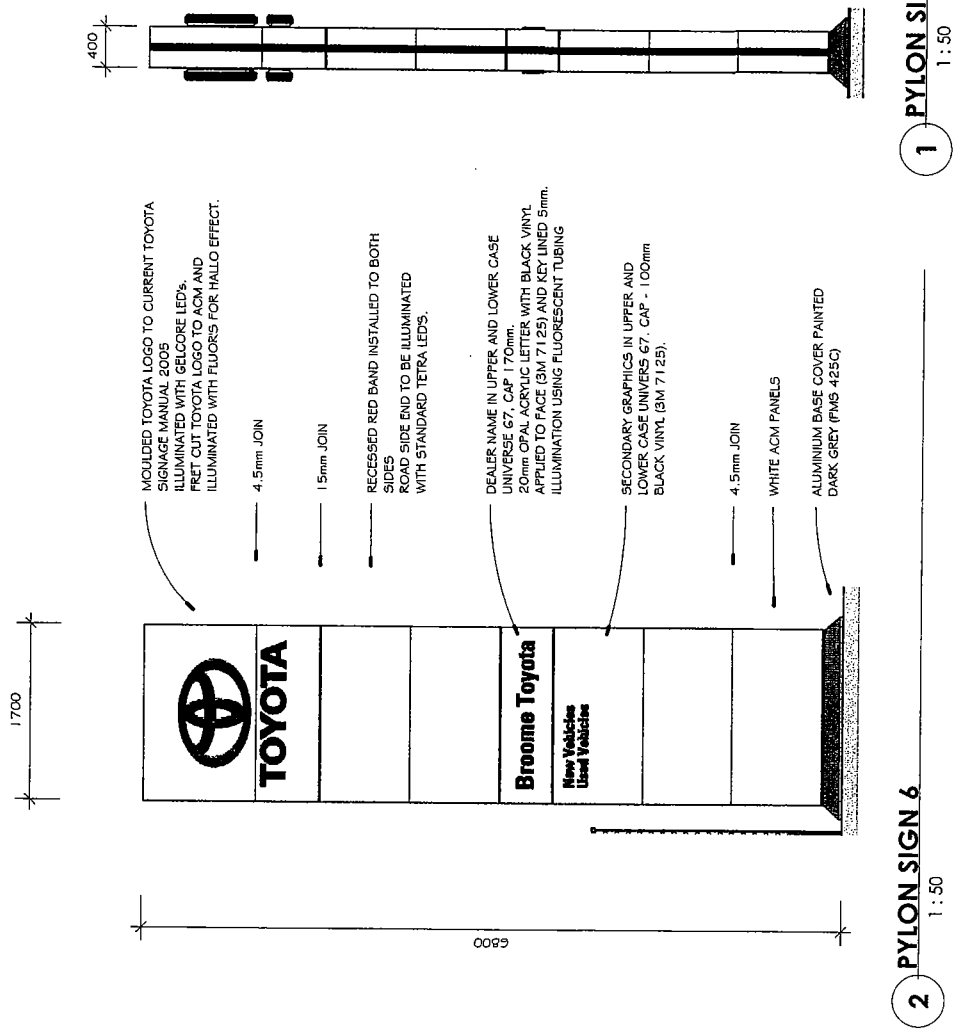 400
1 PYLON SI
1:50
MOULDED TOYOTA LOGO TO CURRENT TOYOTA
SIGNAGE MANUAL 2005
ILLUMINATED WITH GELCORE LED's.
FRET CUT TOYOTA LOGO TO ACM AND
ILLUMINATED WITH FLUORS FOR HALLO EFFECT.
4.5mm JOIN
15mm JOIN
RECESSED RED BAND INSTALLED TO BOTH
SIDES
ROAD SIDE END TO BE ILLUMINATED
WITH STANDARD TETRA LED'S.
DEALER NAME IN UPPER AND LOWER CASE
UNIVERSE 67, CAP 170mm.
20mm OPAL ACRYLIC LETTER WITH BLACK VINYL
APPLIED TO FACE (3M 7125) AND KEY LINED 5mm.
ILLUMINATION USING FLUORESCENT TUBING
SECONDARY GRAPHICS IN UPPER AND
LOWER CASE UNIVERS 67. CAP - 100mm
BLACK VINYL (3M 7125).
4.5mm JOIN
WHITE ACM PANELS
ALUMINIUM BASE COVER PAINTED
DARK GREY (PMS 425C)
1700
TOYOTA
Broome Toyota
New Vehicles
Used Vehicles
6800
2 PYLON SIGN 6
1:50